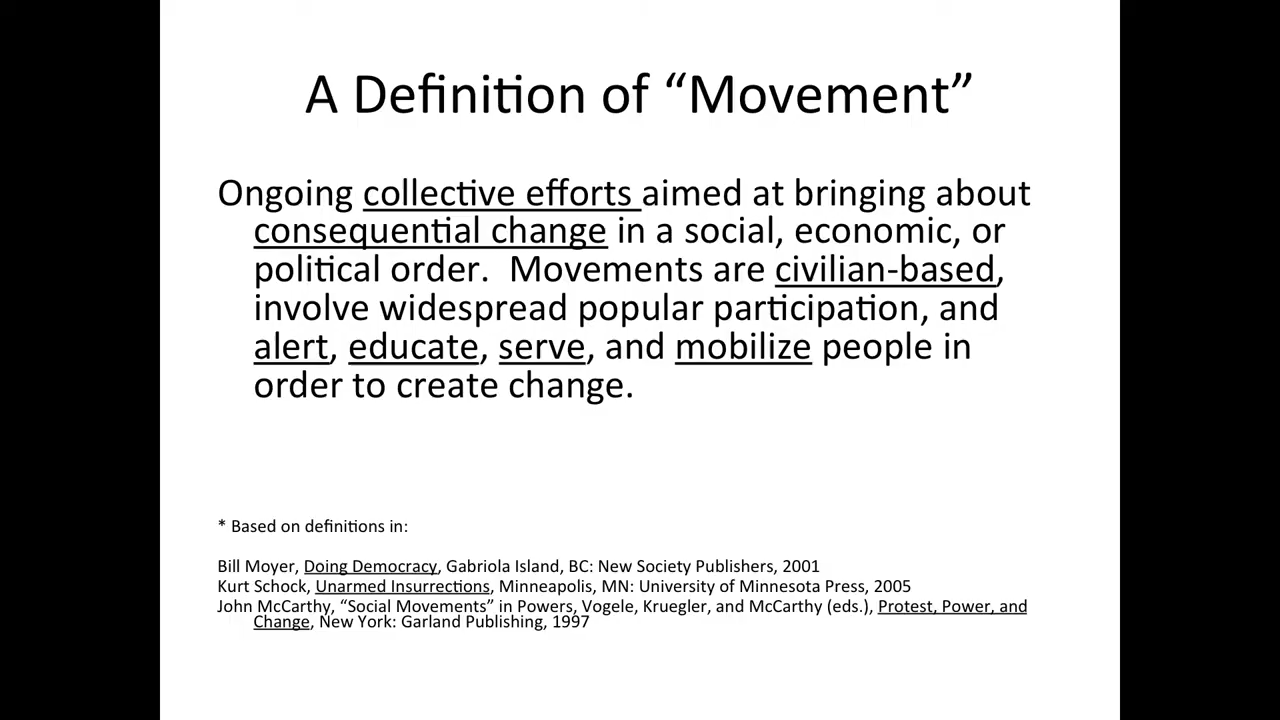 A Definition of “Movement”
Ongoing collective efforts aimed at bringing about
consequential change in a social, economic, or
political order.  Movements are civilian-based,
involve widespread popular participation, and
alert, educate, serve, and mobilize people in
order to create change.
* Based on definitions in:
Bill Moyer, Doing Democracy, Gabriola Island, BC: New Society Publishers, 2001
Kurt Schock, Unarmed Insurrections, Minneapolis, MN: University of Minnesota Press, 2005
John McCarthy, “Social Movements” in Powers, Vogele, Kruegler, and McCarthy (eds.), Protest, Power, and
Change, New York: Garland Publishing, 1997